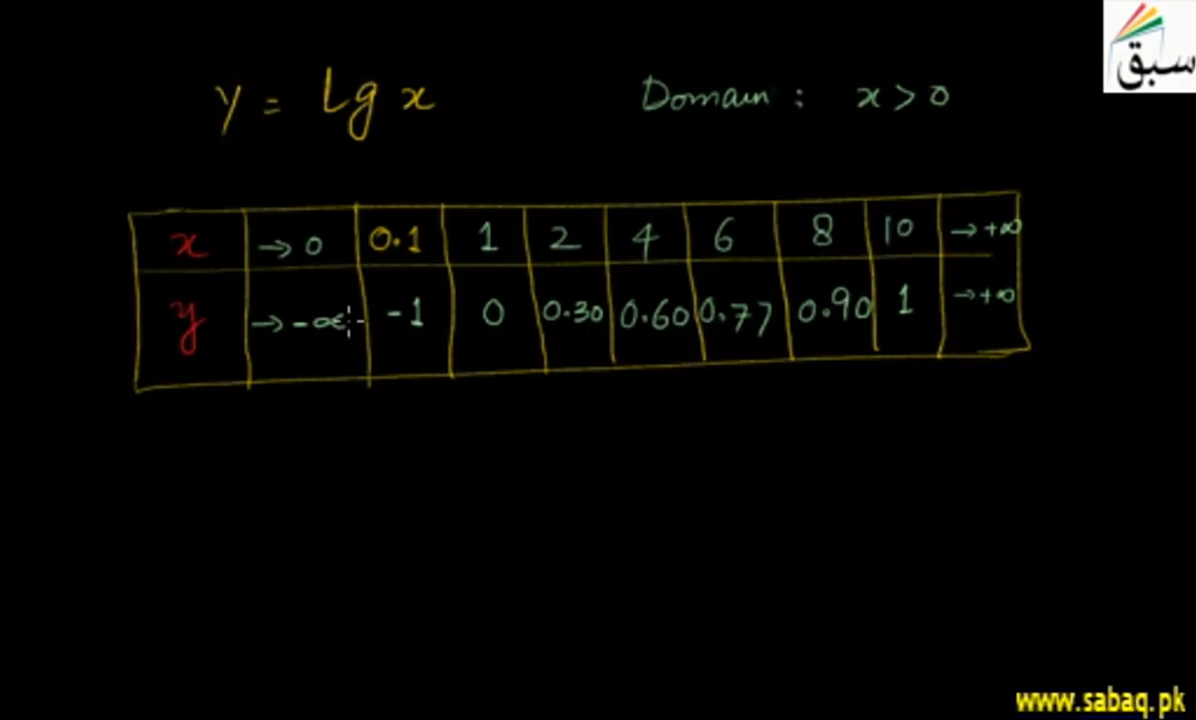 سبق
y = Lg x Domain : x > 0
x → 0 0.1 1 2 4 6 8 10 → +∞
y → -∞ -1 0 0.30 0.60 0.77 0.90 1 → +∞
www.sabaq.pk